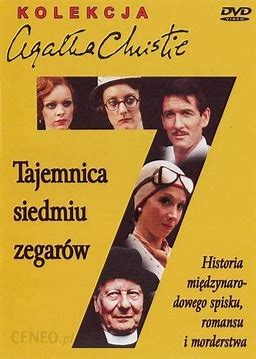 KOLEKCJA
DVD
VIDEO
Agatha Christie
7
Tajemnica
siedmiu
zegarów
Historia
międzynaro-
dowego spisku,
romansu
i morderstwa
CENEO.pl